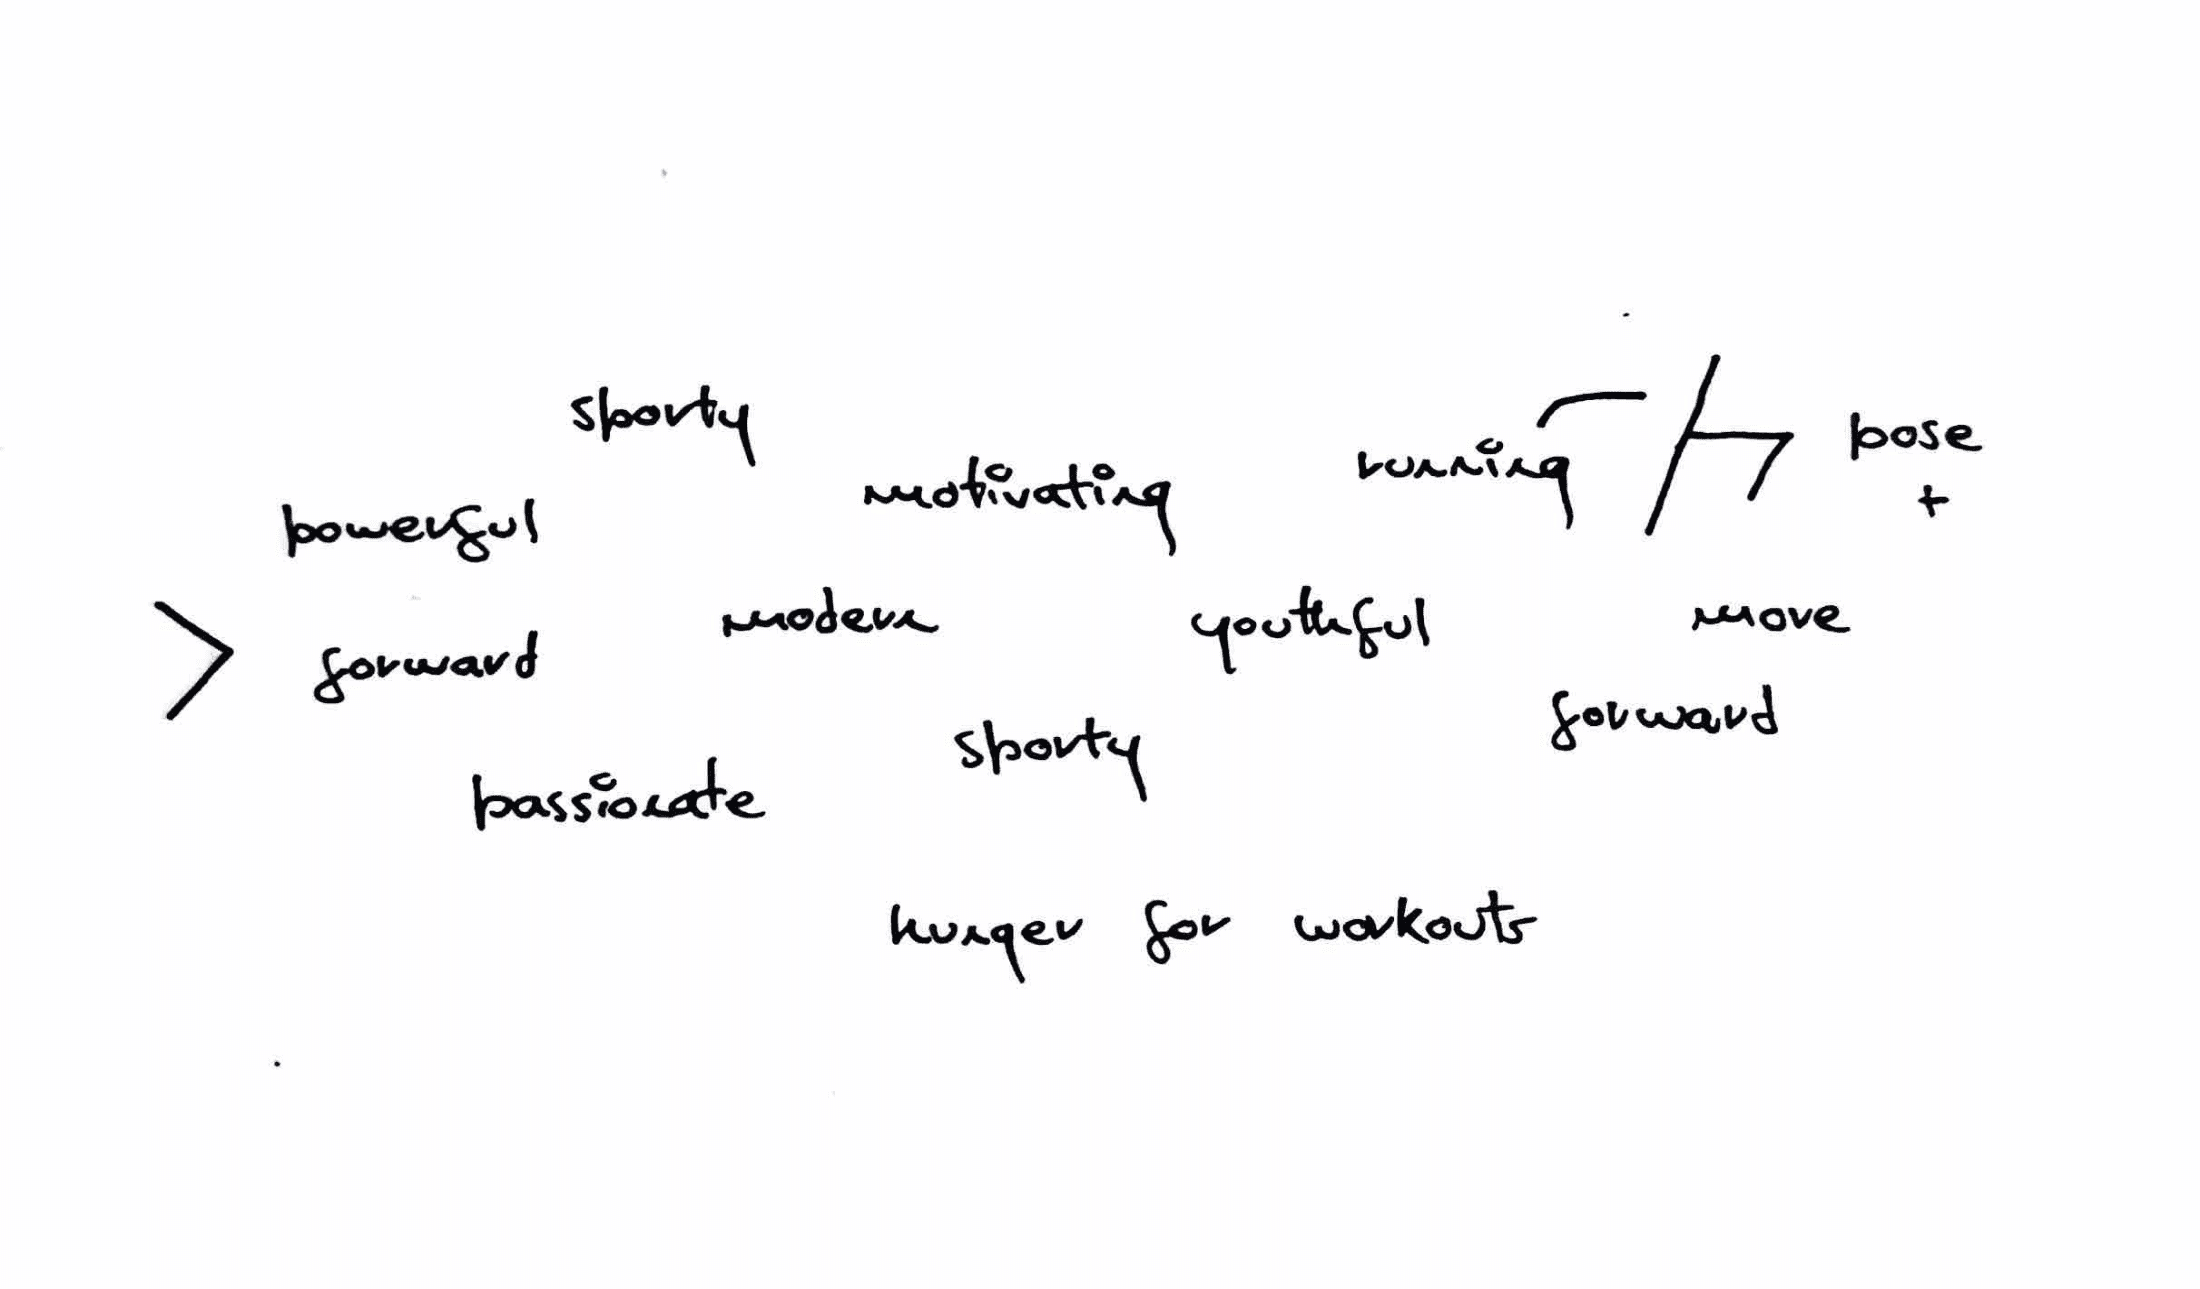 sporty
motivating
running
pose
+
powerful
modern
youthful
move
> forward
forward
sporty
passionate
hunger for workouts